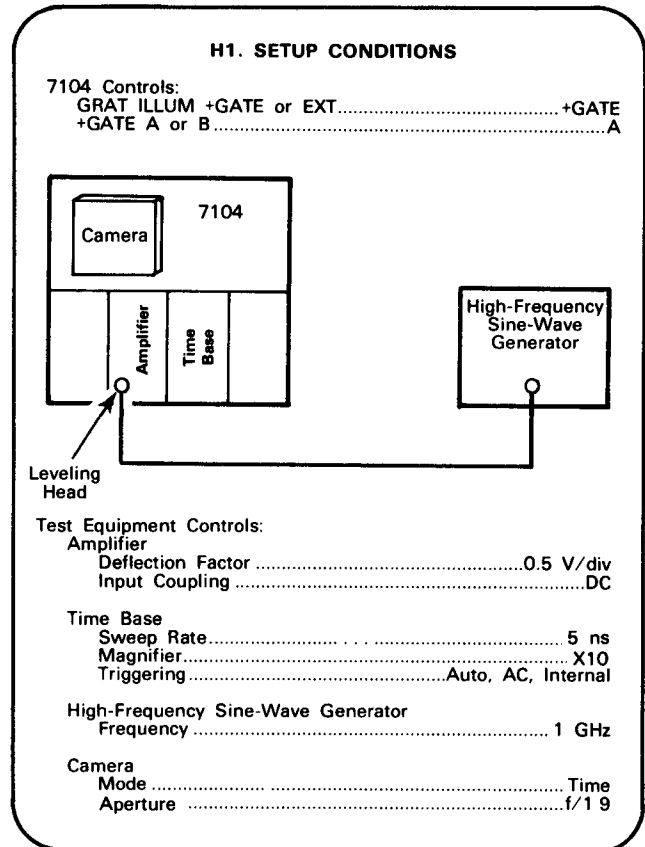 H1. SETUP CONDITIONS
7104 Controls:
GRAT ILLUM +GATE or EXT........................................+GATE
+GATE A or B........................................A
7104
Camera
Amplifier
Time
Base
High-Frequency
Sine-Wave
Generator
Leveling
Head
Test Equipment Controls:
Amplifier
Deflection Factor ........................................0.5 V/div
Input Coupling ........................................DC
Time Base
Sweep Rate........................................ 5 ns
Magnifier........................................ X10
Triggering........................................Auto, AC, Internal
High-Frequency Sine-Wave Generator
Frequency ........................................ 1 GHz
Camera
Mode ........................................ Time
Aperture ........................................f/1 9